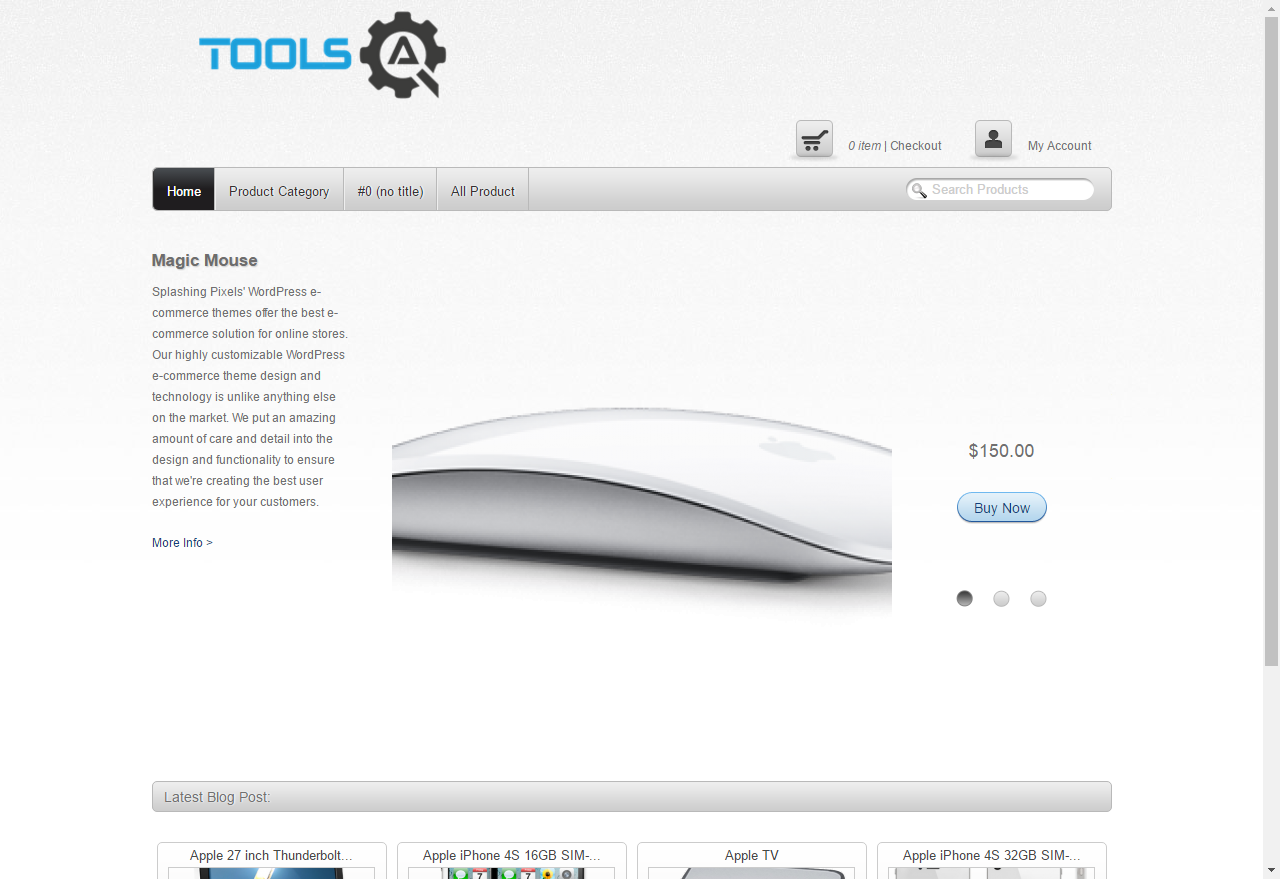 TOOLS QA
0 item | Checkout
My Account
Home
Product Category
#0 (no title)
All Product
Search Products
Magic Mouse
Splashing Pixels' WordPress e-
commerce themes offer the best e-
commerce solution for online stores.
Our highly customizable WordPress
e-commerce theme design and
technology is unlike anything else
on the market. We put an amazing
amount of care and detail into the
design and functionality to ensure
that we're creating the best user
experience for your customers.
More Info >
$150.00
Buy Now
Latest Blog Post:
Apple 27 inch Thunderbolt...
Apple iPhone 4S 16GB SIM-...
Apple TV
Apple iPhone 4S 32GB SIM-...
7
7
7